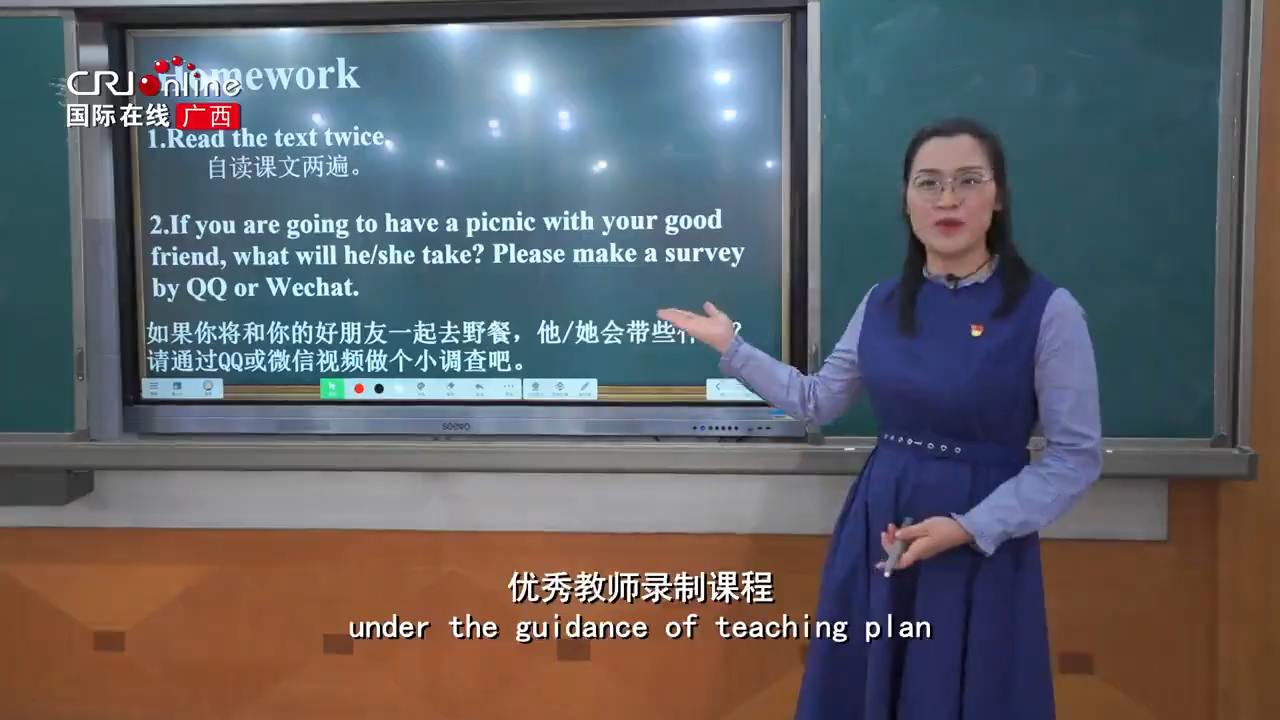 Homework
CRI Online
国际在线 广西
1.Read the text twice.
自读课文两遍。
2.If you are going to have a picnic with your good
friend, what will he/she take? Please make a survey
by QQ or Wechat.
如果你将和你的好朋友一起去野餐，他/她会带些什?
请通过QQ或微信视频做个小调查吧。
seewo
优秀教师录制课程
under the guidance of teaching plan